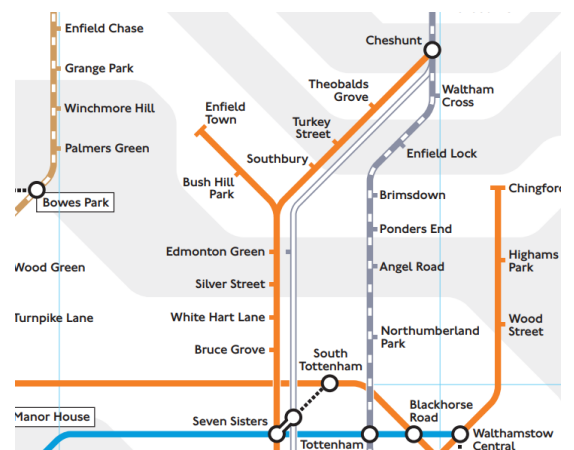 Enfield Chase
Grange Park
Winchmore Hill
Palmers Green
Bowes Park
Wood Green
Turnpike Lane
Manor House
Enfield
Town
Bush Hill
Park
Cheshunt
Theobalds
Grove
Turkey
Street
Southbury
Edmonton Green
Silver Street
White Hart Lane
Bruce Grove
South
Tottenham
Seven Sisters
Waltham
Cross
Enfield Lock
Brimsdown
Ponders End
Angel Road
Northumberland
Park
Tottenham
Blackhorse
Road
Chingford
Highams
Park
Wood
Street
Walthamstow
Central